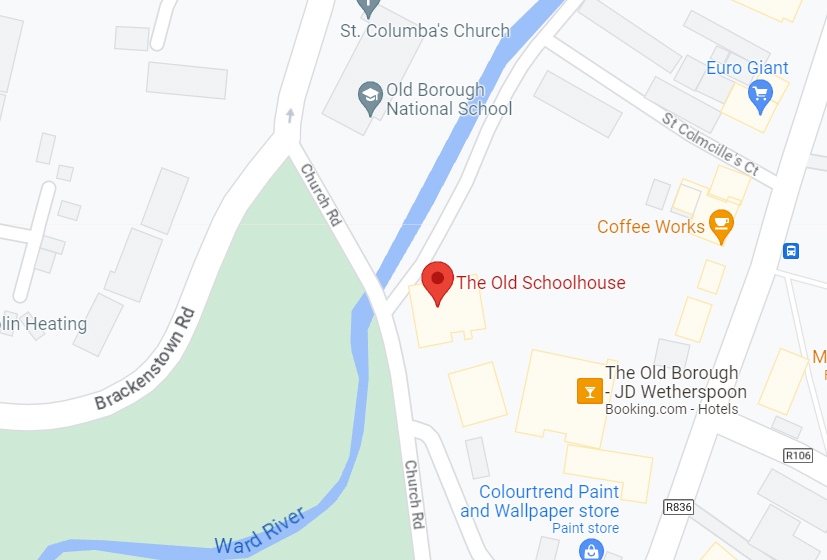 St. Columba's Church
Old Borough
National School
Euro Giant
St Colmcille's Ct
Church Rd
Coffee Works
The Old Schoolhouse
lin Heating
Brackenstown Rd
The Old Borough
- JD Wetherspoon
Booking.com - Hotels
M
R106
Church Rd
Colourtrend Paint
and Wallpaper store
Paint store
R836
Ward River